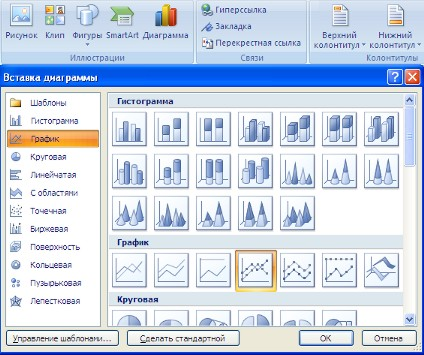 Рисунок Клип Фигуры SmartArt Диаграмма
Иллюстрации
Гиперссылка
Закладка
Перекрестная ссылка
Связи
Верхний колонтитул
Нижний колонтитул
Колонтитулы
Вставка диаграммы
Шаблоны
Гистограмма
График
Круговая
Линейчатая
С областями
Точечная
Биржевая
Поверхность
Кольцевая
Пузырьковая
Лепестковая
Гистограмма
График
Круговая
Управление шаблонами...
Сделать стандартной
ОК
Отмена